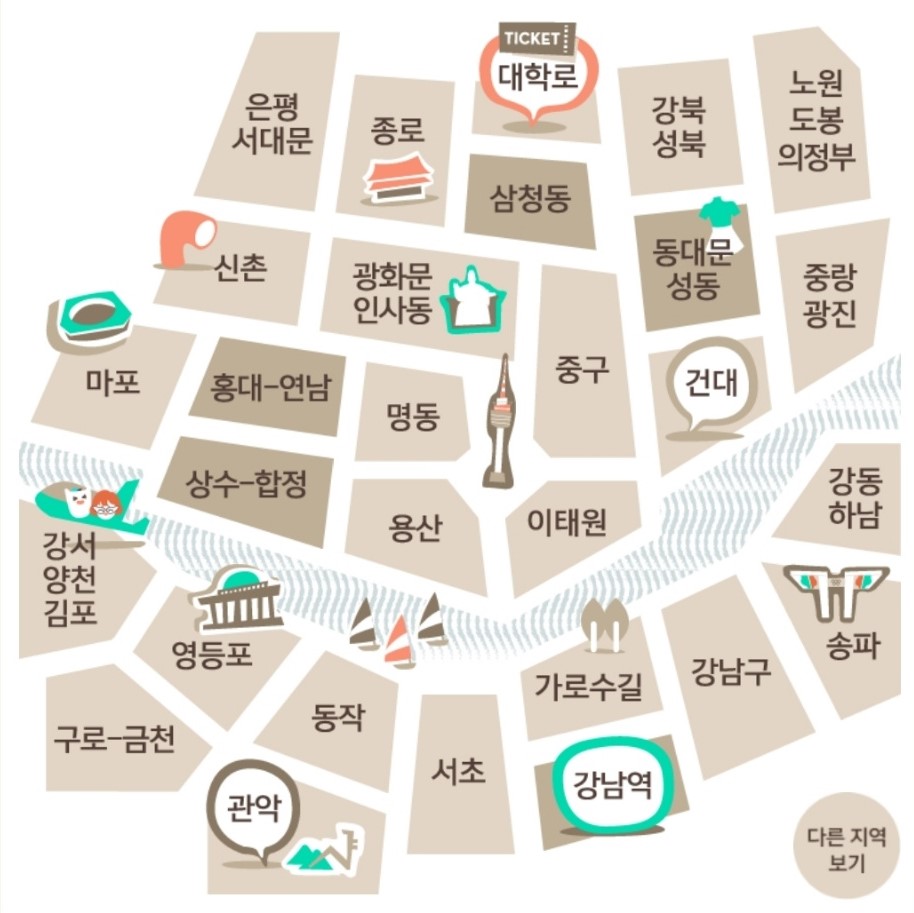 TICKET
대학로
은평
서대문
종로
강북
성북
노원
도봉
의정부
삼청동
신촌
광화문
인사동
동대문
성동
중랑
광진
마포
홍대-연남
명동
중구
건대
상수-합정
용산
이태원
강동
하남
강서
양천
김포
영등포
가로수길
강남구
송파
구로-금천
동작
서초
강남역
관악
다른 지역
보기